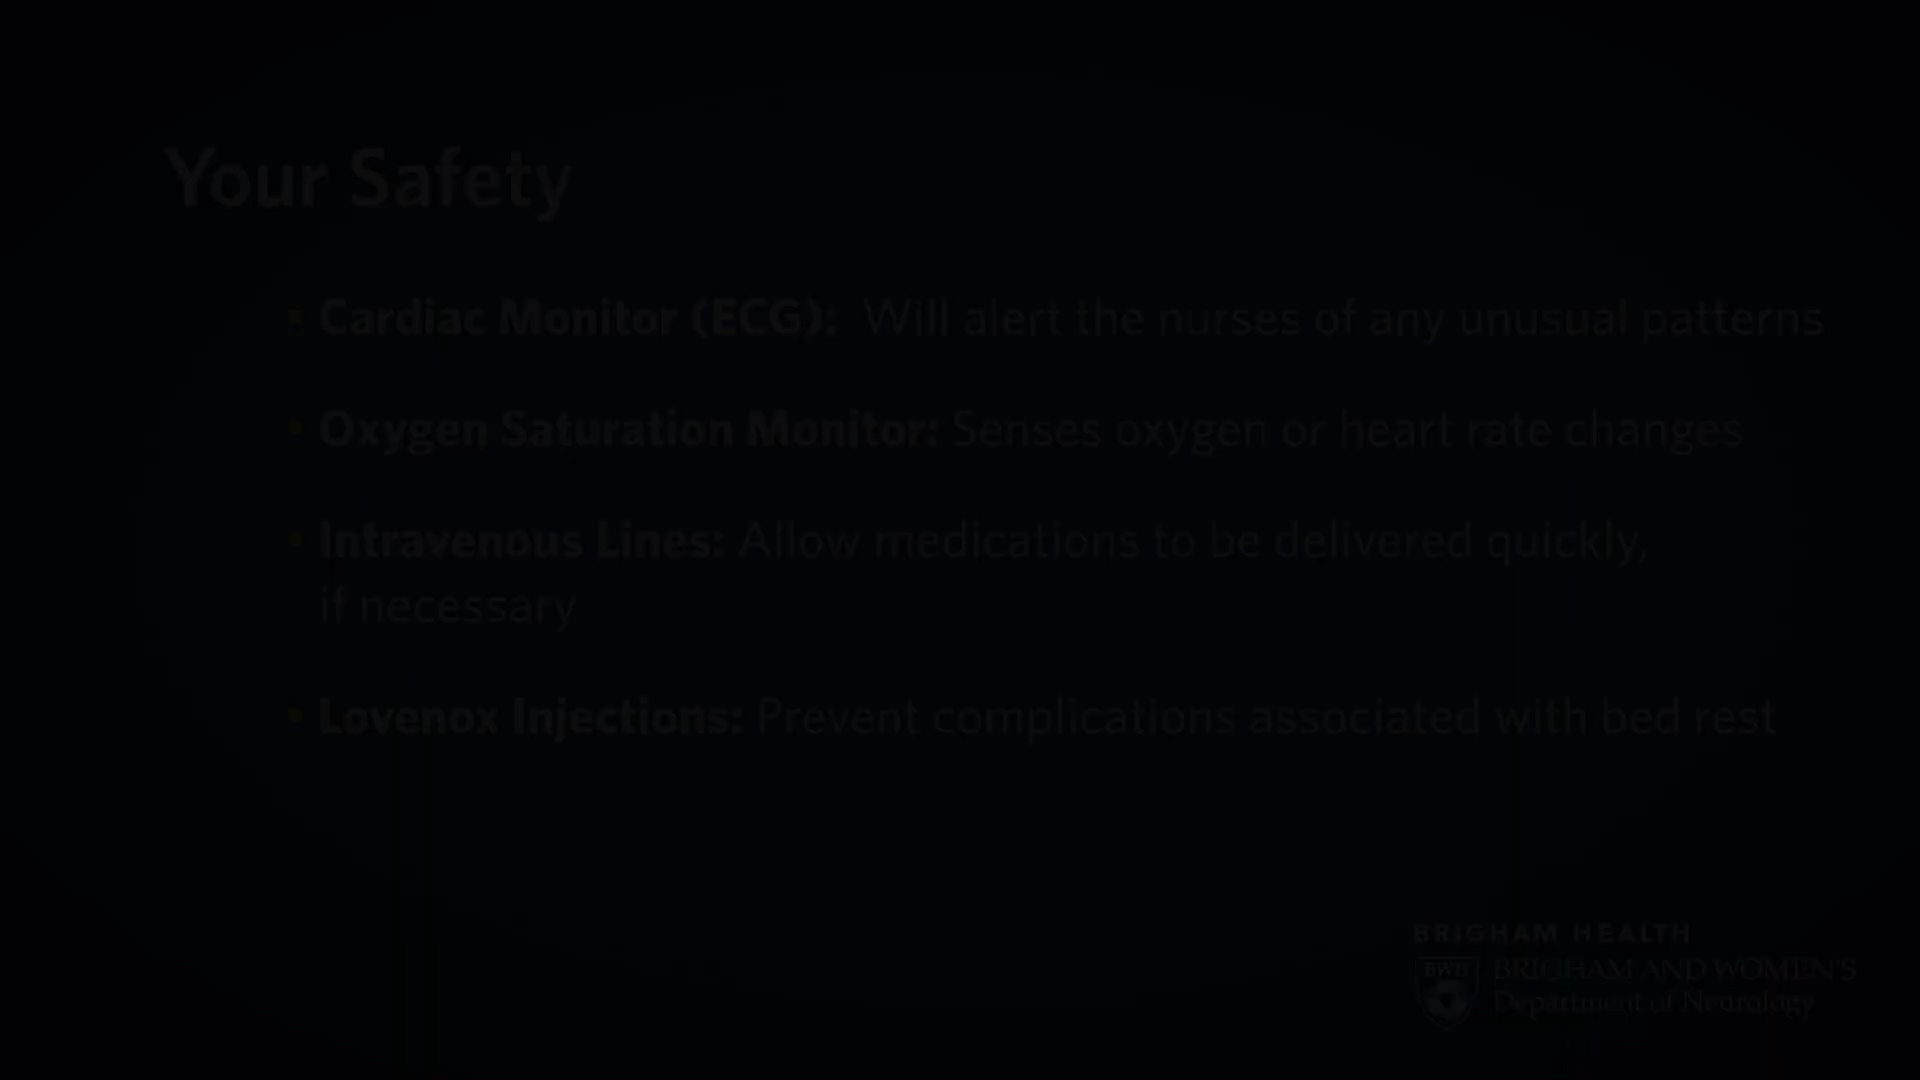 Your Safety
• Cardiac Monitor (ECG): Will alert the nurses of any unusual patterns
• Oxygen Saturation Monitor: Senses oxygen or heart rate changes
• Intravenous Lines: Allow medications to be delivered quickly,
if necessary
• Lovenox Injections: Prevent complications associated with bed rest
BRIGHAM HEALTH
BWH
BRIGHAM AND WOMEN'S
Department of Neurology